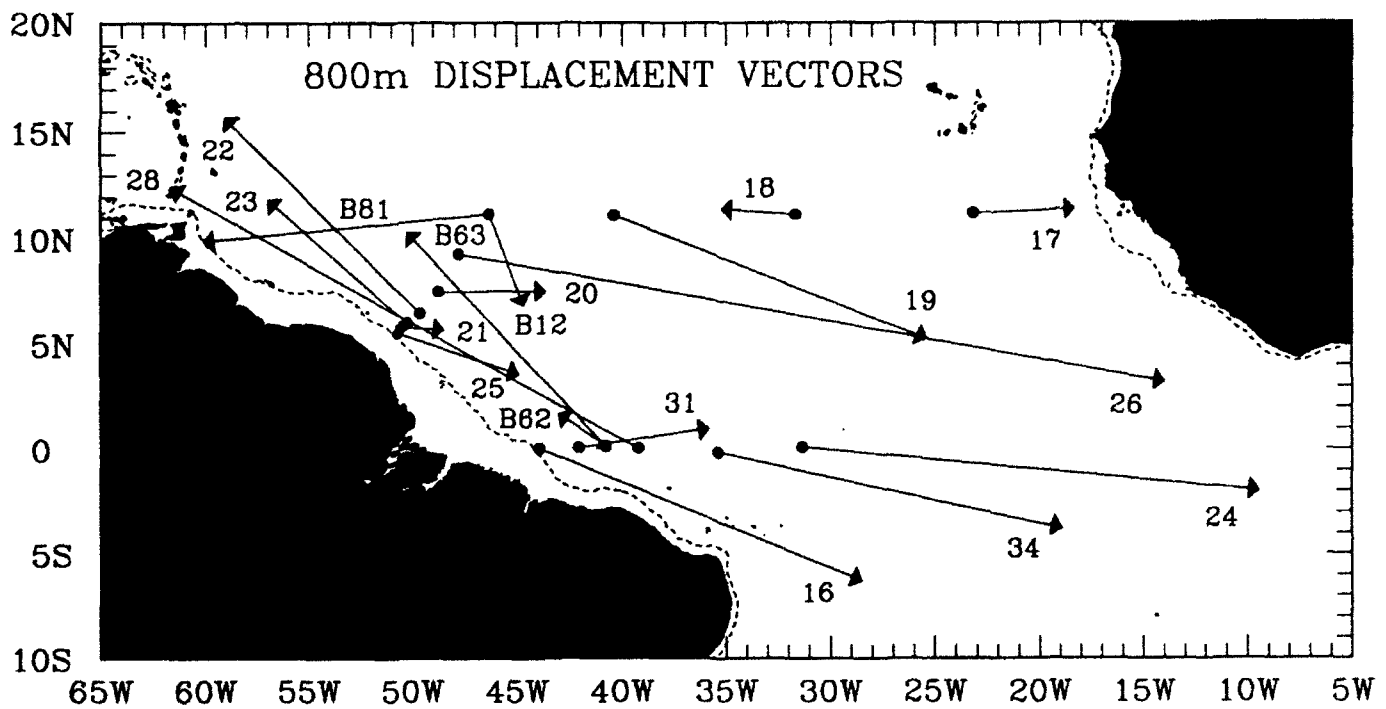 20N
800m DISPLACEMENT VECTORS
15N
22
28
23
B81
18
10N
B63
17
20
19
B12
21
5N
25
26
B62
31
0
24
34
5S
16
10S
65W 60W 55W 50W 45W 40W 35W 30W 25W 20W 15W 10W 5W